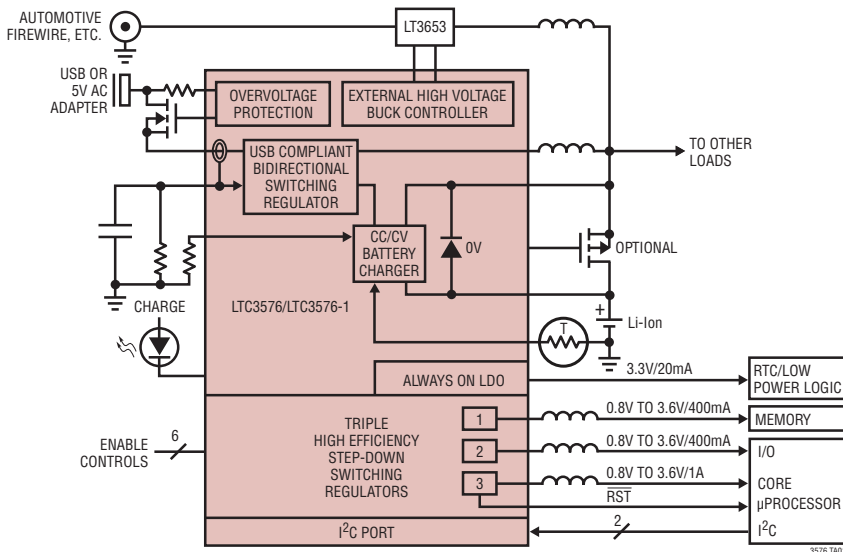 AUTOMOTIVE
FIREWIRE, ETC.
LT3653
USB OR
5V AC
ADAPTER
OVERVOLTAGE
PROTECTION
EXTERNAL HIGH VOLTAGE
BUCK CONTROLLER
USB COMPLIANT
BIDIRECTIONAL
SWITCHING
REGULATOR
TO OTHER
LOADS
CC/CV
BATTERY
CHARGER
0V
OPTIONAL
LTC3576/LTC3576-1
CHARGE
T
+
Li-Ion
ALWAYS ON LDO
3.3V/20mA
RTC/LOW
POWER LOGIC
TRIPLE
HIGH EFFICIENCY
STEP-DOWN
SWITCHING
REGULATORS
1
0.8V TO 3.6V/400mA
MEMORY
ENABLE
CONTROLS
6
2
0.8V TO 3.6V/400mA
I/O
3
0.8V TO 3.6V/1A
CORE
RST
µPROCESSOR
I2C PORT
2
I2C
3576 TA01